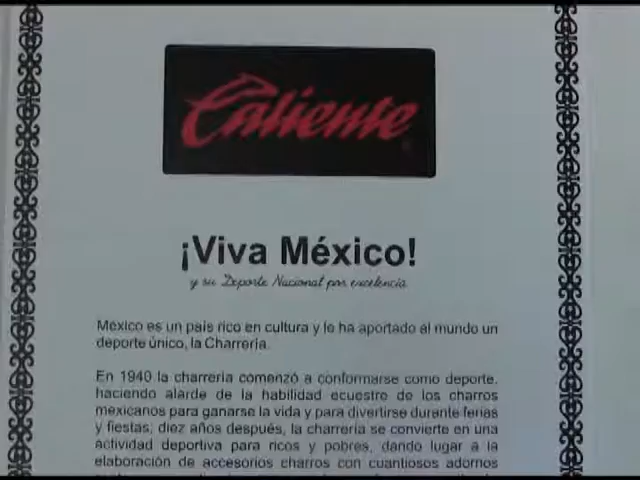 Caliente
¡Viva México!
y su Deporte Nacional por excelencia
México es un país rico en cultura y le ha aportado al mundo un
deporte único, la Charrería.
En 1940 la charrería comenzó a conformarse como deporte,
haciendo alarde de la habilidad ecuestre de los charros
mexicanos para ganarse la vida y para divertirse durante ferias
y fiestas; diez años después, la charrería se convierte en una
actividad deportiva para ricos y pobres, dando lugar a la
elaboración de accesorios charros con cuantiosos adornos